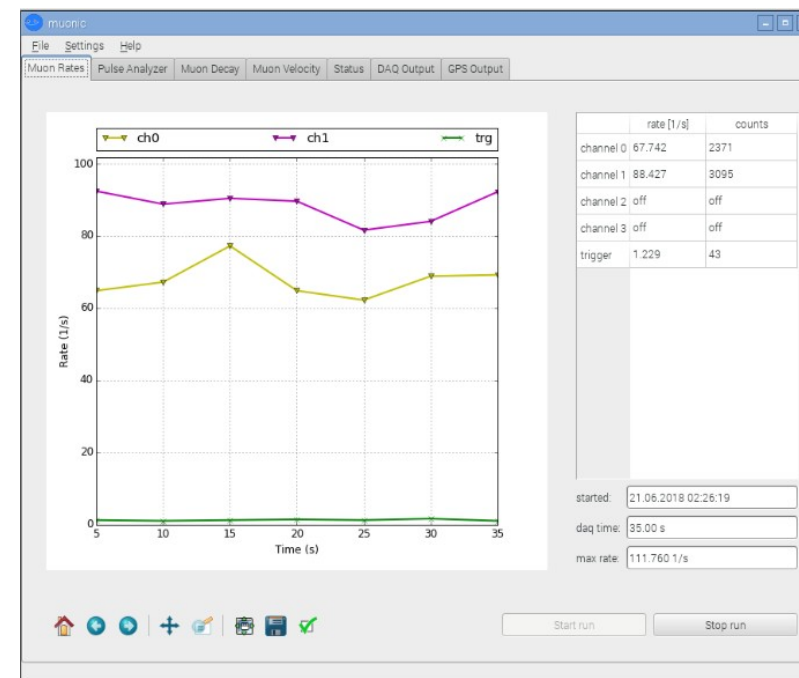 muonic
File Settings Help
Muon Rates Pulse Analyzer Muon Decay Muon Velocity Status DAQ Output GPS Output
ch0 ch1 trg
100
80
60
40
20
0
Rate (1/s)
5 10 15 20 25 30 35
Time (s)
rate [1/s] counts
channel 0 67.742 2371
channel 1 88.427 3095
channel 2 off off
channel 3 off off
trigger 1.229 43
started: 21.06.2018 02:26:19
daq time: 35.00 s
max rate: 111.760 1/s
Start run Stop run